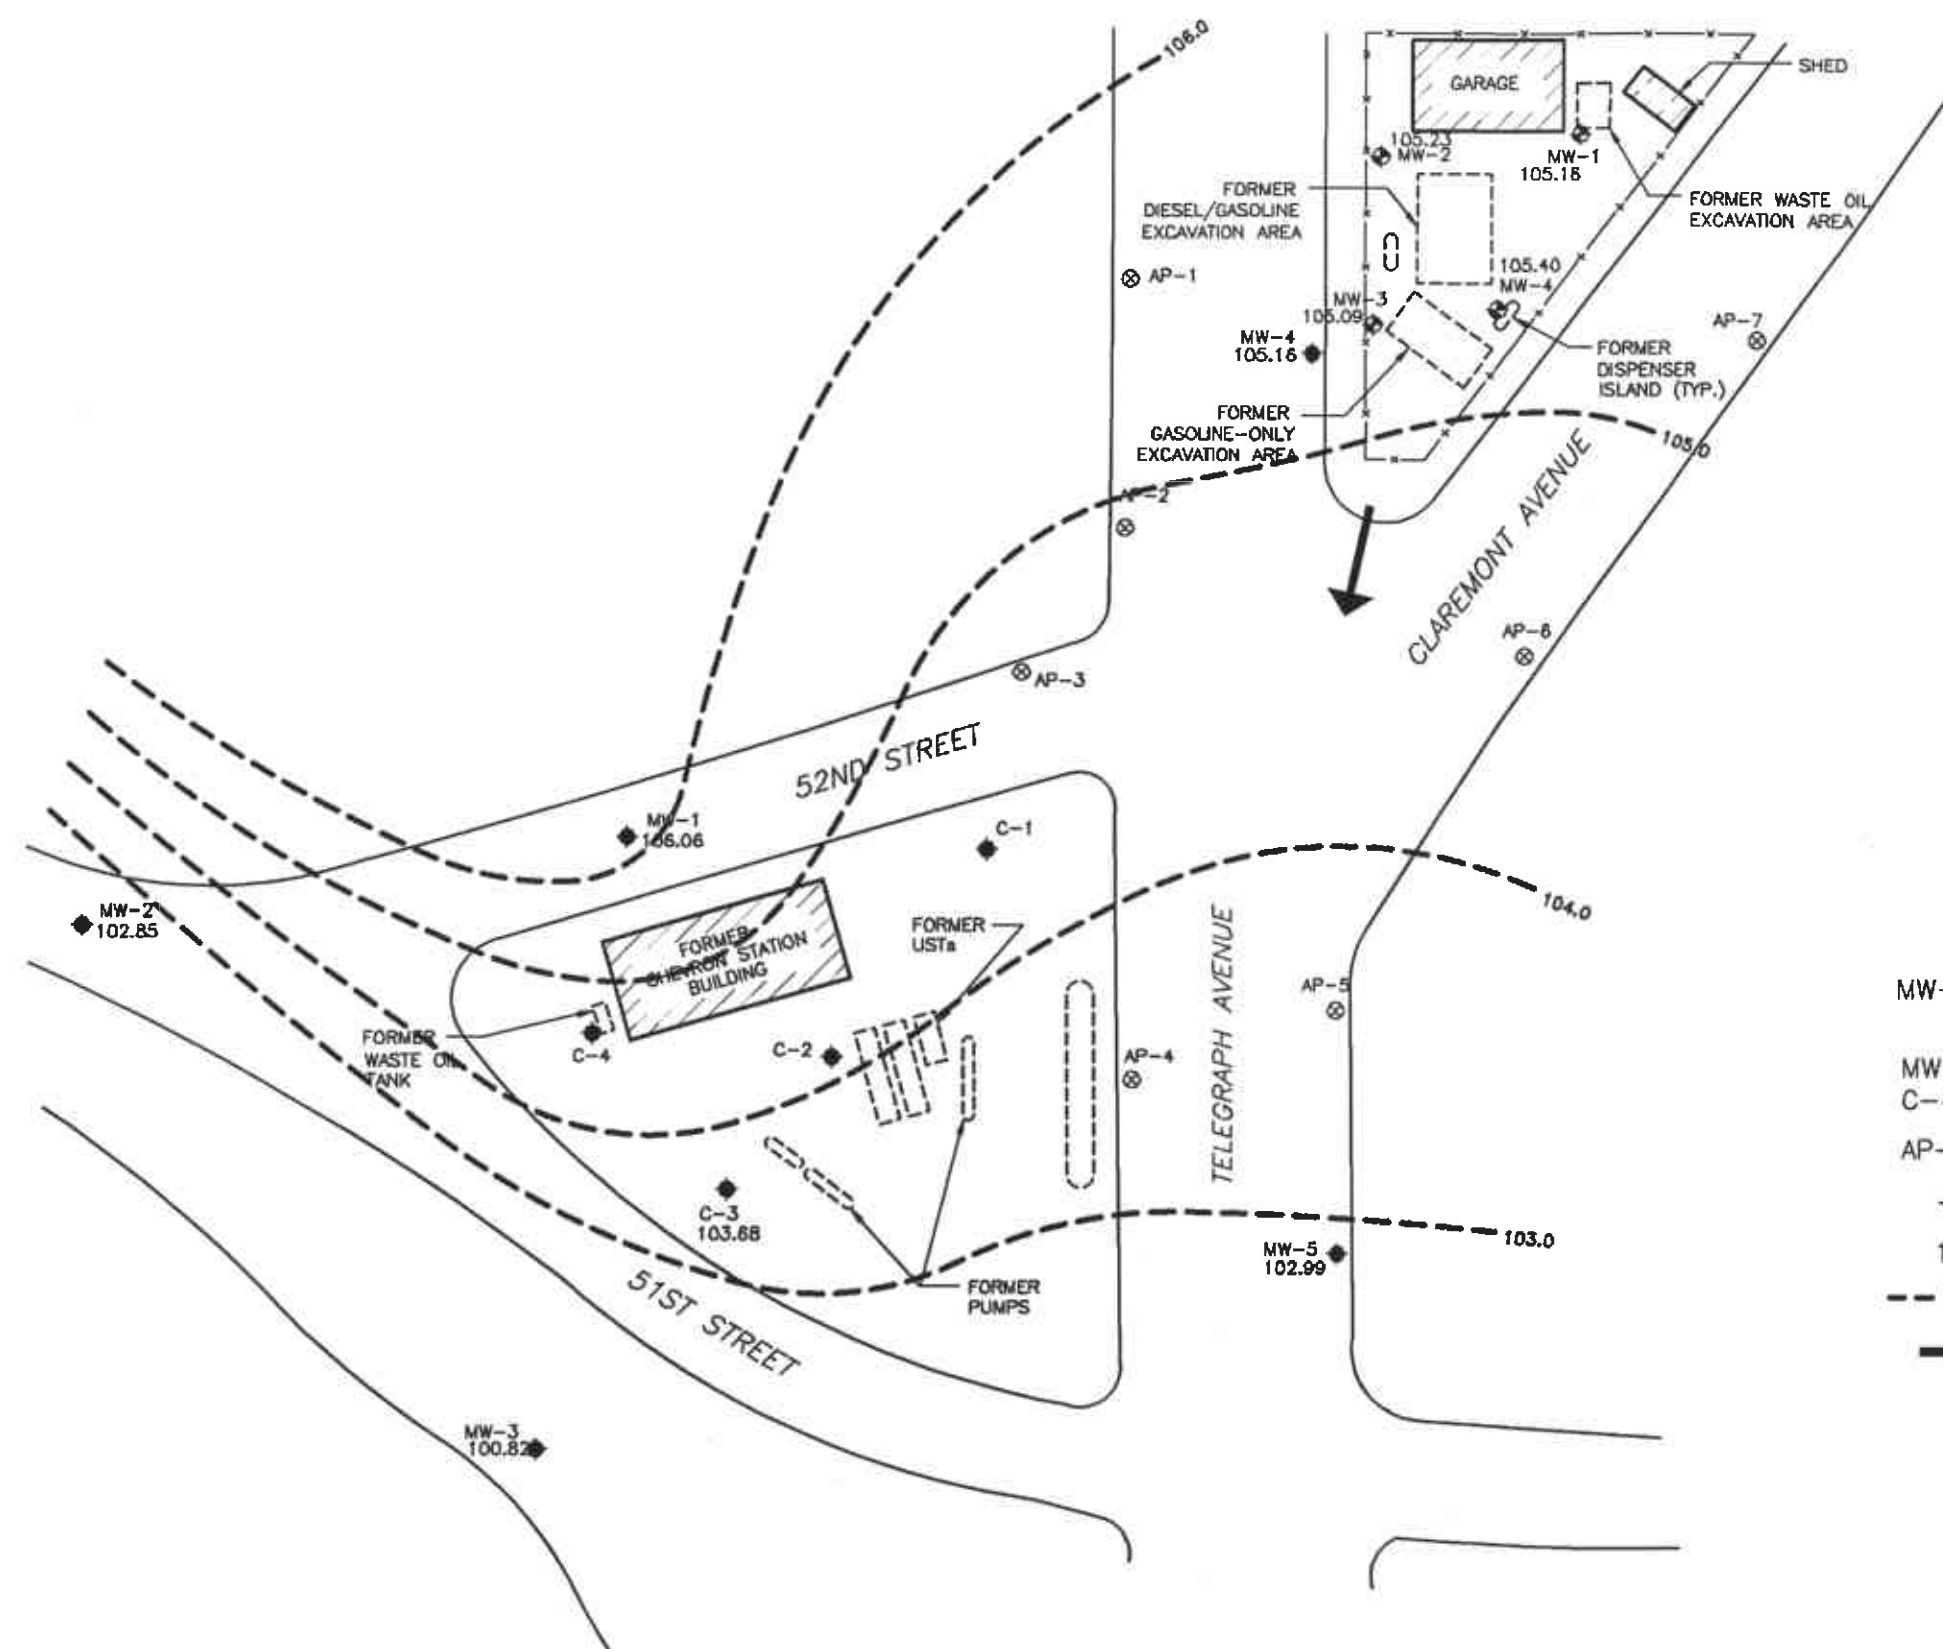 106.0
GARAGE
SHED
105.23
MW-2
MW-1
105.16
FORMER
DIESEL/GASOLINE
EXCAVATION AREA
FORMER WASTE OIL
EXCAVATION AREA
AP-1
105.40
MW-4
MW-3
105.09
MW-4
105.16
AP-7
FORMER
DISPENSER
ISLAND (TYP.)
FORMER
GASOLINE-ONLY
EXCAVATION AREA
105.0
AP-2
CLAREMONT AVENUE
AP-6
AP-3
52ND STREET
MW-1
106.06
C-1
104.0
MW-2
102.85
FORMER
USTs
FORMER
CHEVRON STATION
BUILDING
TELEGRAPH AVENUE
AP-5
MW-
FORMER
WASTE OIL
TANK
C-4
C-2
AP-4
MW
C-
AP-
C-3
103.68
103.0
MW-5
102.99
51ST STREET
FORMER
PUMPS
MW-3
100.82